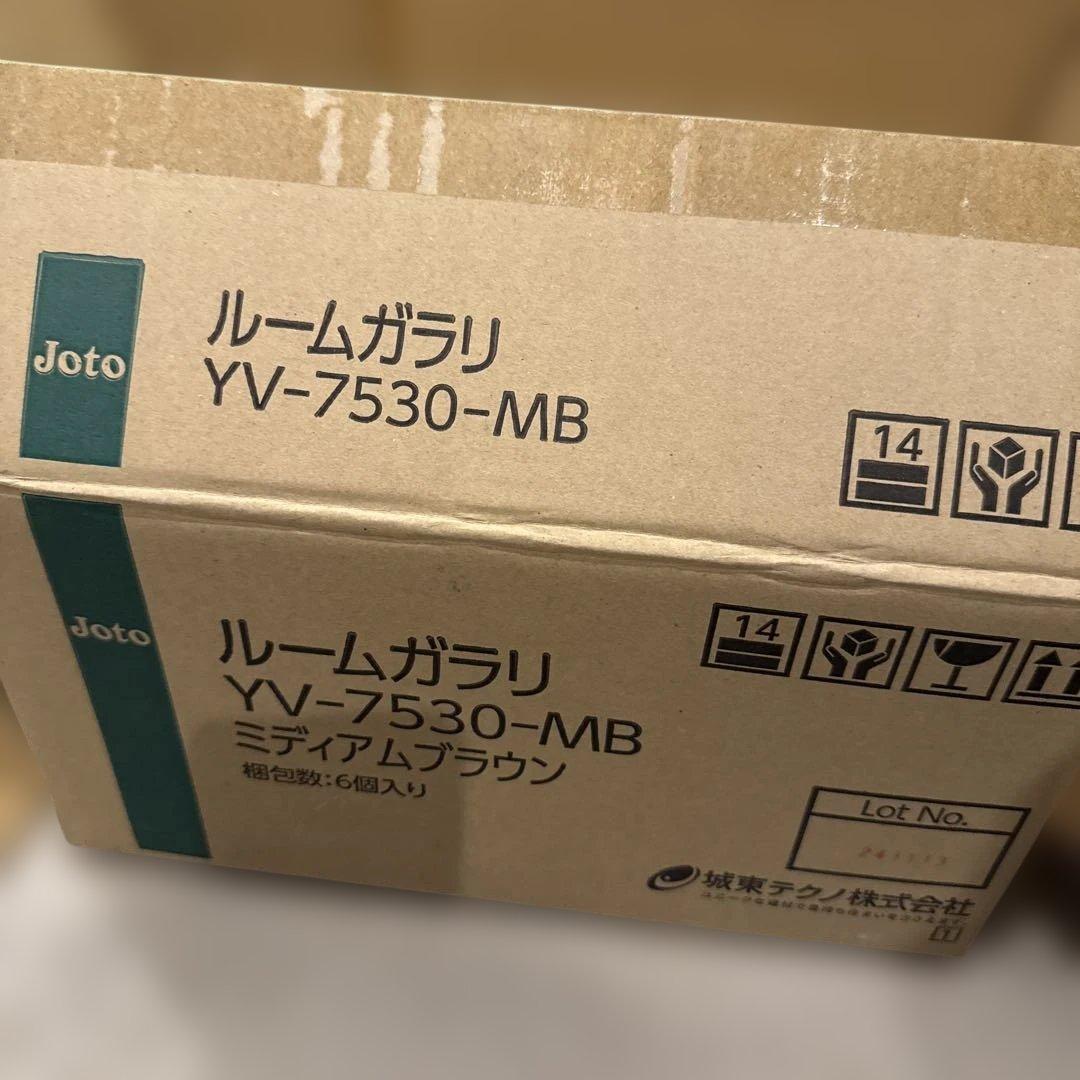 Joto
ルームガラリ
YV-7530-MB
14
Joto
ルームガラリ
YV-7530-MB
ミディアムブラウン
梱包数:6個入り
14
Lot No.
241113
城東テクノ株式会社
1